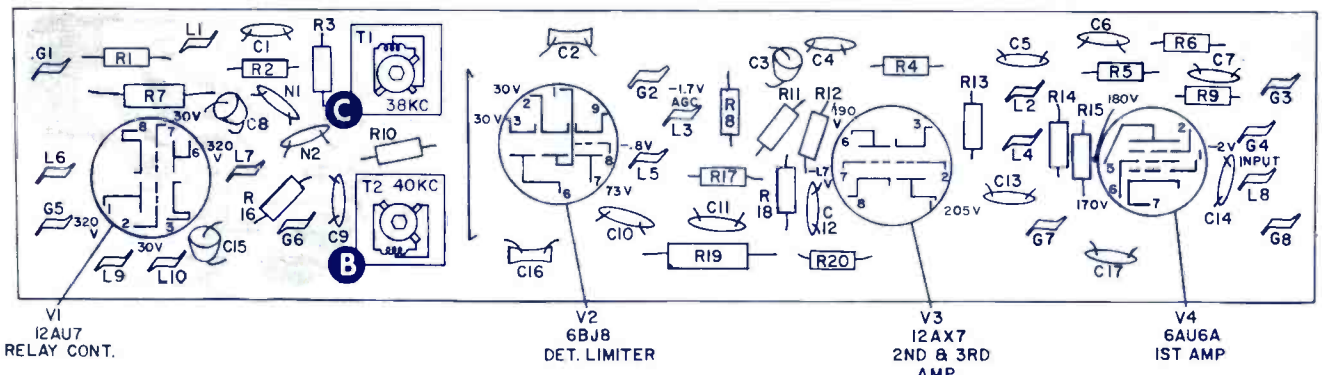 G1
R1
L1
C1
R3
R2
R7
N1
C8
N2
T1
38KC
C
C2
G2
-1.7V
AGC
L3
R8
C3
C4
R4
R11
R12
190
V
R13
C5
L2
L4
C6
R6
R5
C7
R9
G3
R14
R15
180V
30V
8
7
6
320
V
L7
L6
G5
320
V
1
2
3
30V
L9
L10
C15
R
16
G6
C9
R10
T2 40KC
B
30V
30V
2
1
9
3
-.8V
8
7
6
73V
L5
R17
C10
C11
C16
R19
R
18
-1.7
V
C
12
R20
6
3
7
2
8
1
205V
C13
G7
170V
5
6
2
1
7
-2V
G4
INPUT
L8
C14
G8
C17
V1
12AU7
RELAY CONT.
V2
6BJ8
DET. LIMITER
V3
12AX7
2ND & 3RD
AMP
V4
6AU6A
1ST AMP